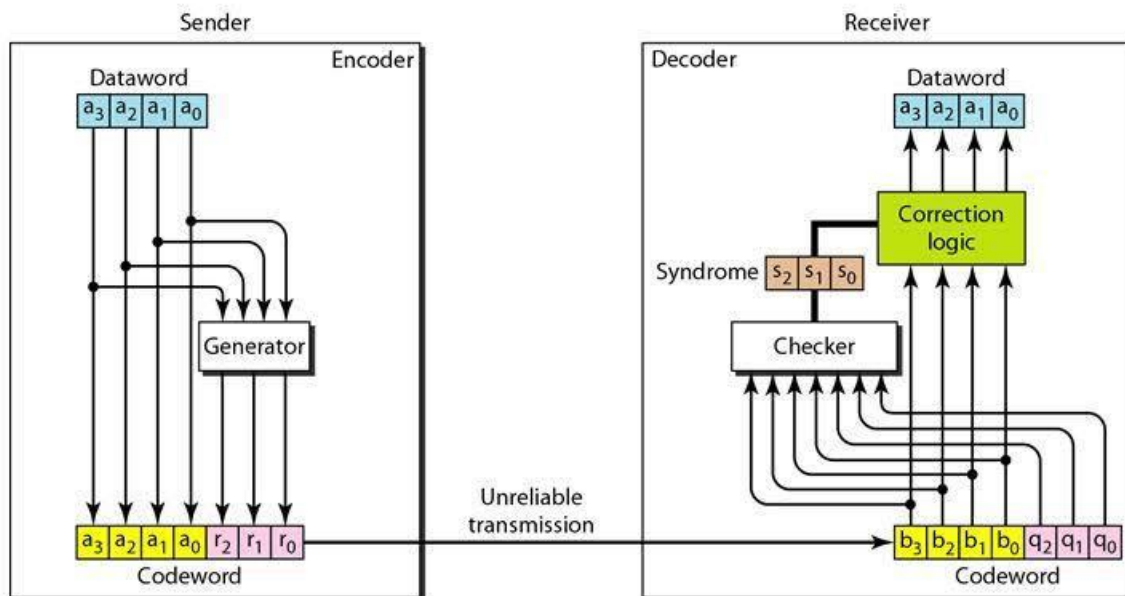 Sender
Encoder
Dataword
a₃ a₂ a₁ a₀
Generator
a₃ a₂ a₁ a₀ r₂ r₁ r₀
Codeword
Unreliable
transmission
Receiver
Decoder
Dataword
a₃ a₂ a₁ a₀
Correction
logic
Syndrome s₂ s₁ s₀
Checker
b₃ b₂ b₁ b₀ q₂ q₁ q₀
Codeword